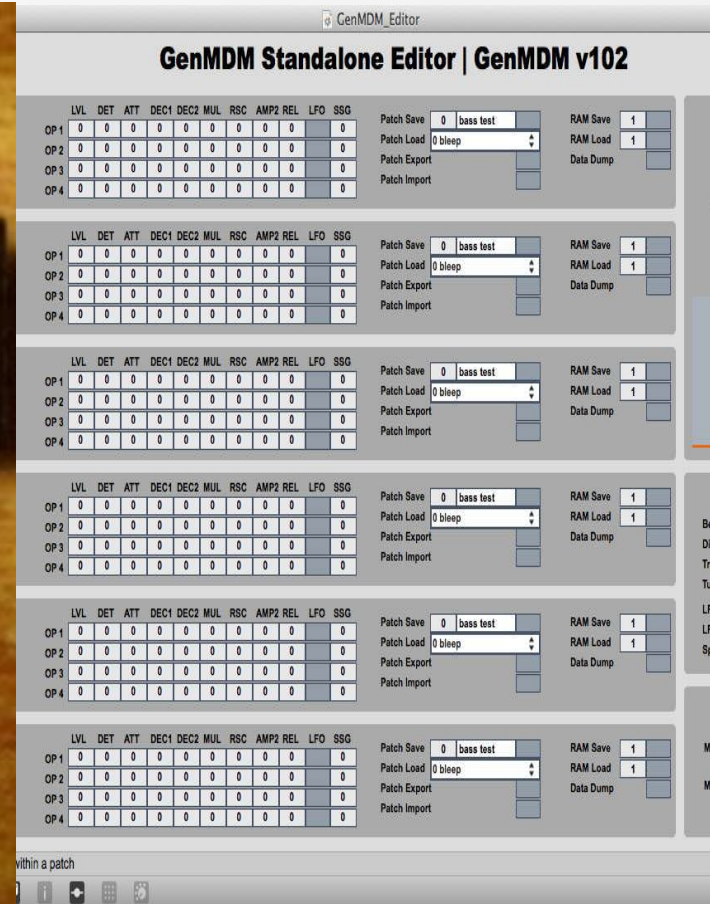 GenMDM_Editor
GenMDM Standalone Editor | GenMDM v102
LVL DET ATT DEC1 DEC2 MUL RSC AMP2 REL LFO SSG
OP 1 0 0 0 0 0 0 0 0 0 0
OP 2 0 0 0 0 0 0 0 0 0 0
OP 3 0 0 0 0 0 0 0 0 0 0
OP 4 0 0 0 0 0 0 0 0 0 0
Patch Save 0 bass test
Patch Load 0 bleep
Patch Export
Patch Import
RAM Save 1
RAM Load 1
Data Dump
LVL DET ATT DEC1 DEC2 MUL RSC AMP2 REL LFO SSG
OP 1 0 0 0 0 0 0 0 0 0 0
OP 2 0 0 0 0 0 0 0 0 0 0
OP 3 0 0 0 0 0 0 0 0 0 0
OP 4 0 0 0 0 0 0 0 0 0 0
Patch Save 0 bass test
Patch Load 0 bleep
Patch Export
Patch Import
RAM Save 1
RAM Load 1
Data Dump
LVL DET ATT DEC1 DEC2 MUL RSC AMP2 REL LFO SSG
OP 1 0 0 0 0 0 0 0 0 0 0
OP 2 0 0 0 0 0 0 0 0 0 0
OP 3 0 0 0 0 0 0 0 0 0 0
OP 4 0 0 0 0 0 0 0 0 0 0
Patch Save 0 bass test
Patch Load 0 bleep
Patch Export
Patch Import
RAM Save 1
RAM Load 1
Data Dump
LVL DET ATT DEC1 DEC2 MUL RSC AMP2 REL LFO SSG
OP 1 0 0 0 0 0 0 0 0 0 0
OP 2 0 0 0 0 0 0 0 0 0 0
OP 3 0 0 0 0 0 0 0 0 0 0
OP 4 0 0 0 0 0 0 0 0 0 0
Patch Save 0 bass test
Patch Load 0 bleep
Patch Export
Patch Import
RAM Save 1
RAM Load 1
Data Dump
LVL DET ATT DEC1 DEC2 MUL RSC AMP2 REL LFO SSG
OP 1 0 0 0 0 0 0 0 0 0 0
OP 2 0 0 0 0 0 0 0 0 0 0
OP 3 0 0 0 0 0 0 0 0 0 0
OP 4 0 0 0 0 0 0 0 0 0 0
Patch Save 0 bass test
Patch Load 0 bleep
Patch Export
Patch Import
RAM Save 1
RAM Load 1
Data Dump
LVL DET ATT DEC1 DEC2 MUL RSC AMP2 REL LFO SSG
OP 1 0 0 0 0 0 0 0 0 0 0
OP 2 0 0 0 0 0 0 0 0 0 0
OP 3 0 0 0 0 0 0 0 0 0 0
OP 4 0 0 0 0 0 0 0 0 0 0
Patch Save 0 bass test
Patch Load 0 bleep
Patch Export
Patch Import
RAM Save 1
RAM Load 1
Data Dump
within a patch